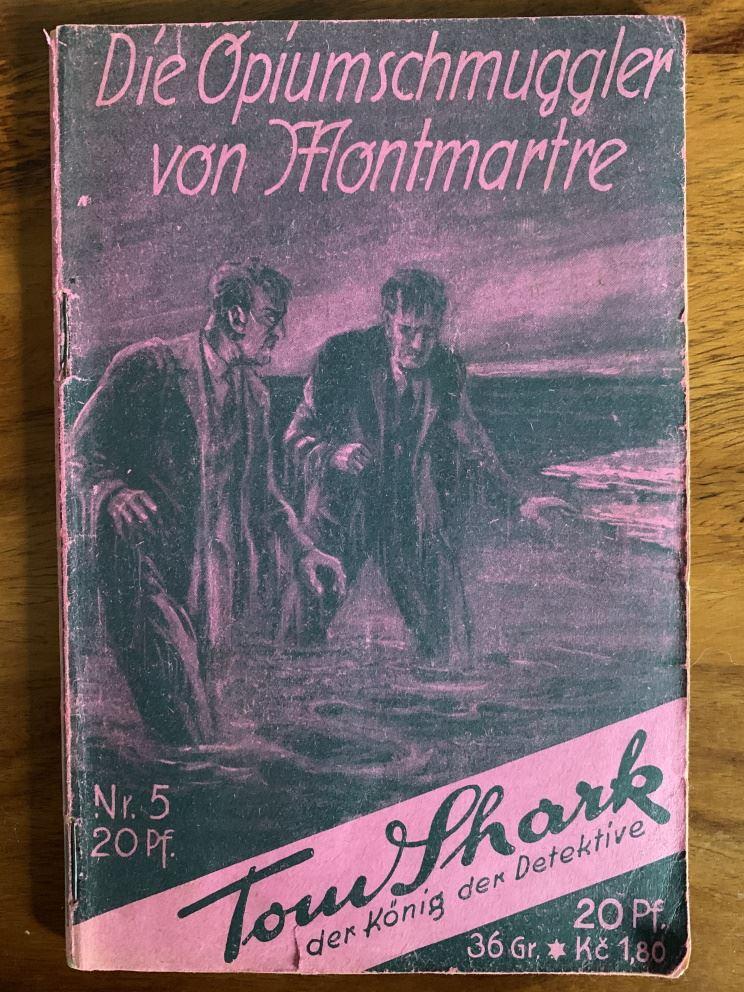 Die Opiumschmuggler
von Montmartre
Nr. 5
20 Pf.
Tom Shark
der König der Detektive
20 Pf.
36 Gr. ★ Kč 1,80